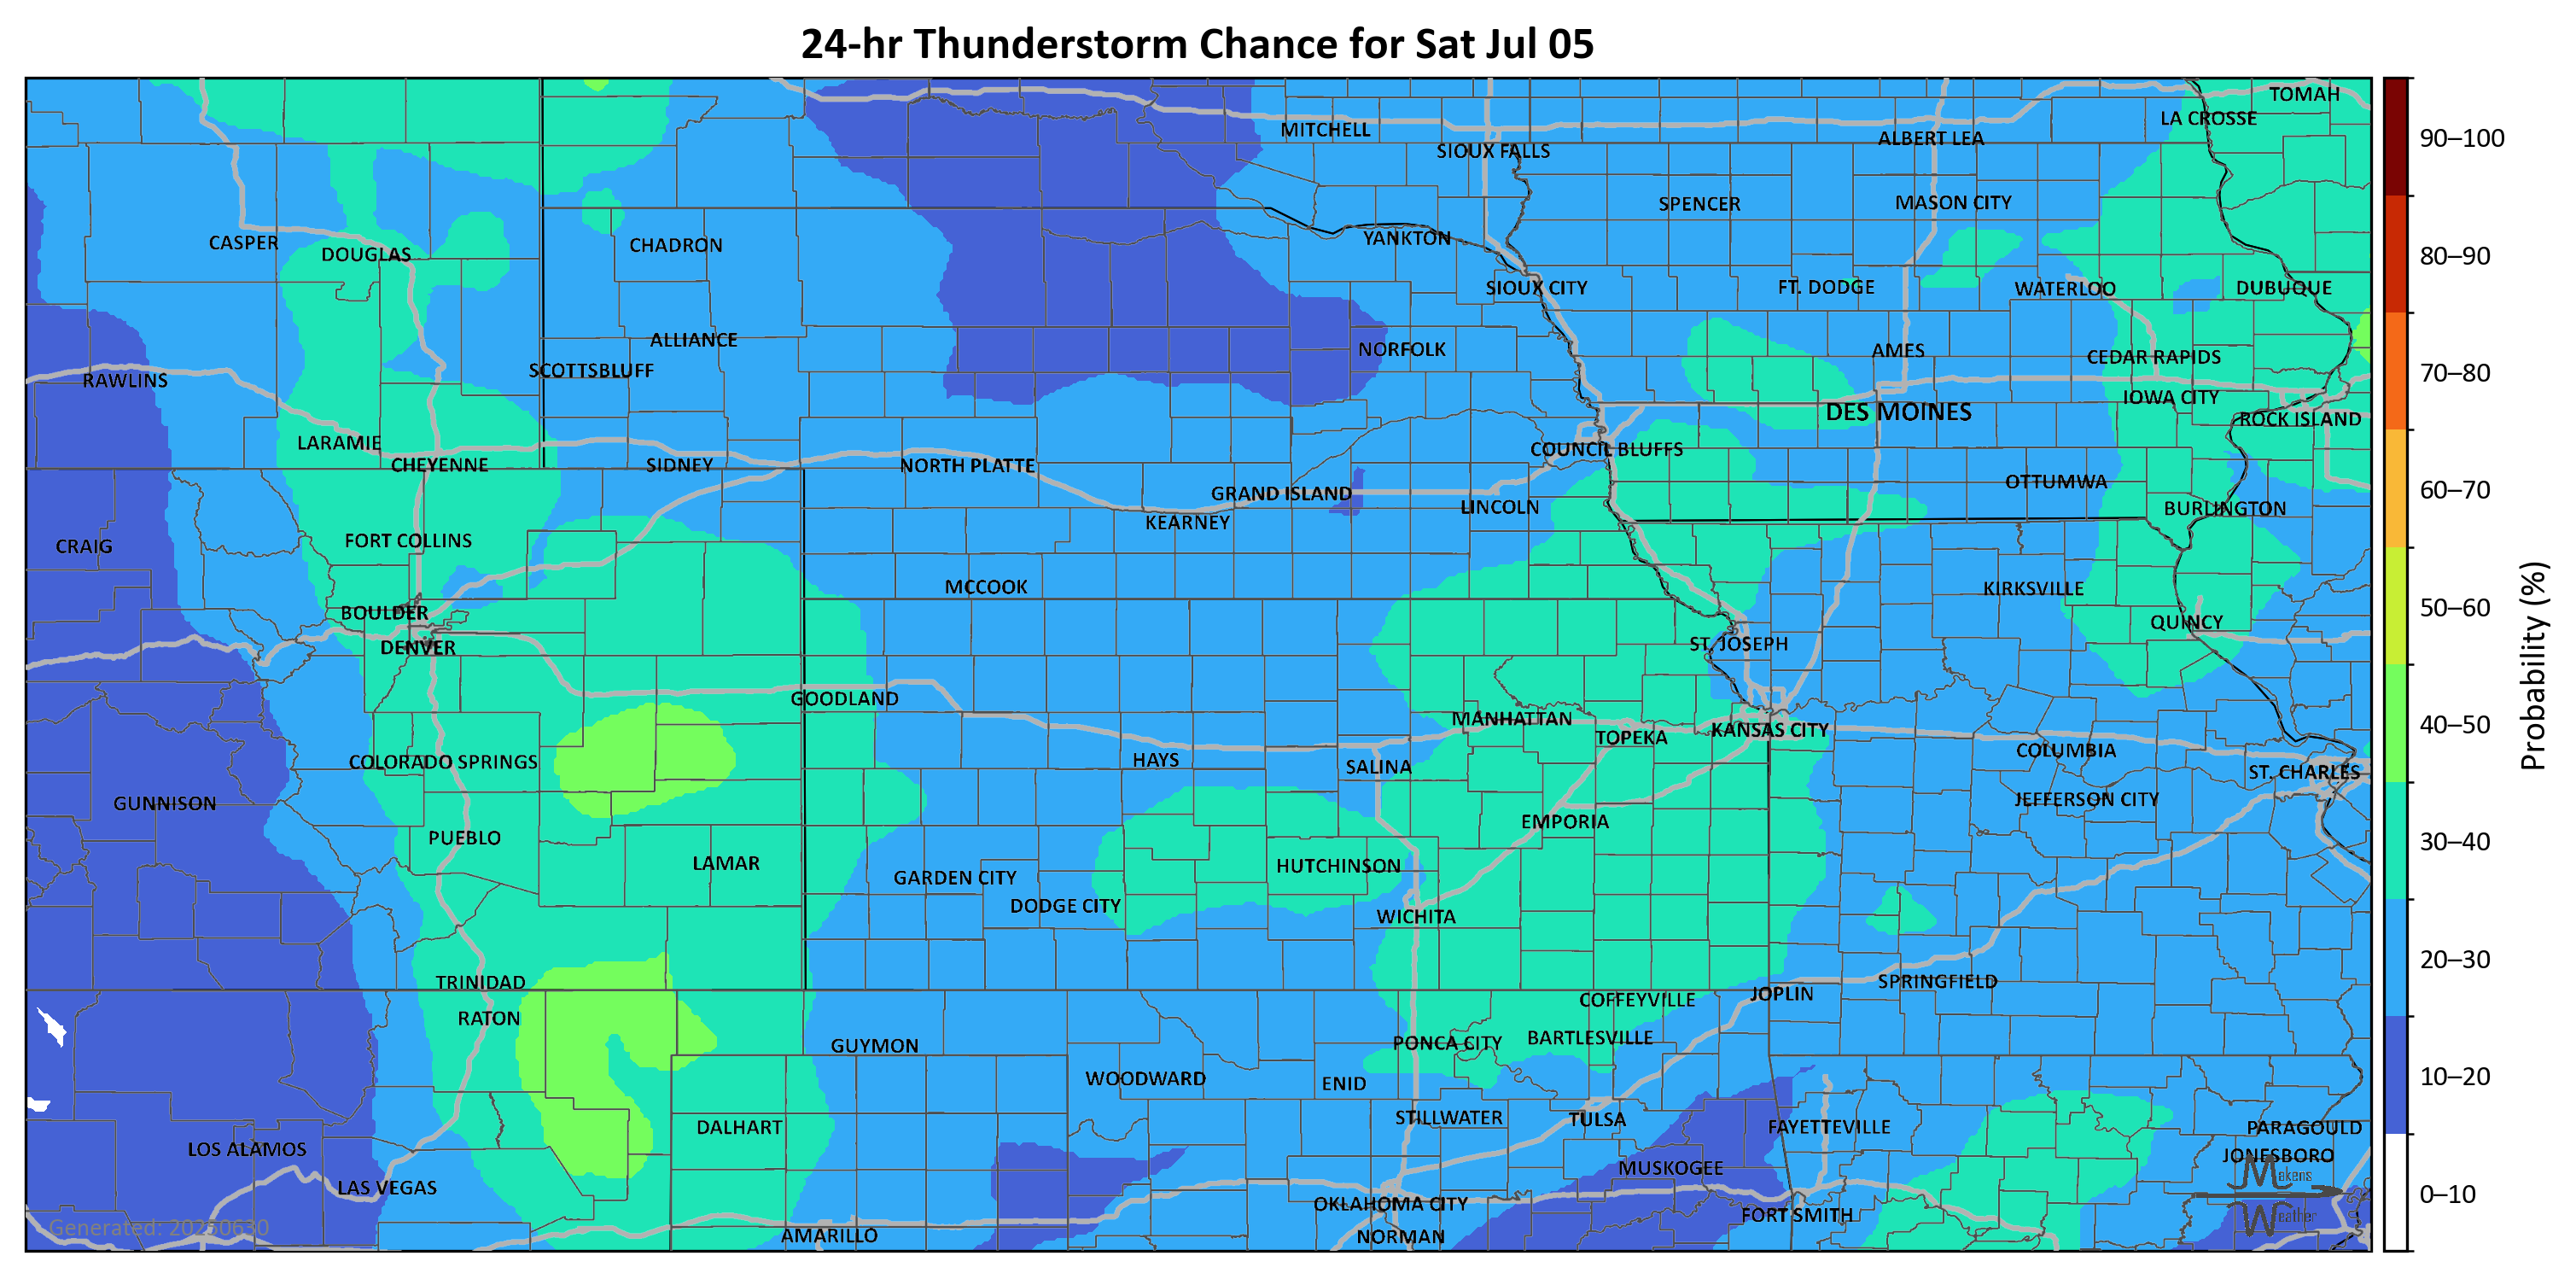 24-hr Thunderstorm Chance for Sat Jul 05
TOMAH
LA CROSSE
MITCHELL
ALBERT LEA
SIOUX FALLS
SPENCER
MASON CITY
CASPER
DOUGLAS
CHADRON
YANKTON
SIOUX CITY
FT. DODGE
WATERLOO
DUBUQUE
ALLIANCE
NORFOLK
AMES
CEDAR RAPIDS
RAWLINS
SCOTTSBLUFF
IOWA CITY
DES MOINES
ROCK ISLAND
LARAMIE
CHEYENNE
SIDNEY
NORTH PLATTE
COUNCIL BLUFFS
GRAND ISLAND
LINCOLN
OTTUMWA
BURLINGTON
KEARNEY
CRAIG
FORT COLLINS
MCCOOK
KIRKSVILLE
BOULDER
QUINCY
DENVER
ST. JOSEPH
GOODLAND
MANHATTAN
TOPEKA
KANSAS CITY
COLORADO SPRINGS
HAYS
SALINA
COLUMBIA
ST. CHARLES
GUNNISON
JEFFERSON CITY
PUEBLO
EMPORIA
LAMAR
HUTCHINSON
GARDEN CITY
DODGE CITY
WICHITA
TRINIDAD
SPRINGFIELD
COFFEYVILLE
JOPLIN
RATON
GUYMON
PONCA CITY
BARTLESVILLE
WOODWARD
ENID
STILLWATER
TULSA
DALHART
FAYETTEVILLE
PARAGOULD
LOS ALAMOS
JONESBORO
MUSKOGEE
LAS VEGAS
OKLAHOMA CITY
FORT SMITH
AMARILLO
NORMAN
Generated: 20250630
Makens
Weather
90–100
80–90
70–80
60–70
50–60
40–50
30–40
20–30
10–20
0–10
Probability (%)